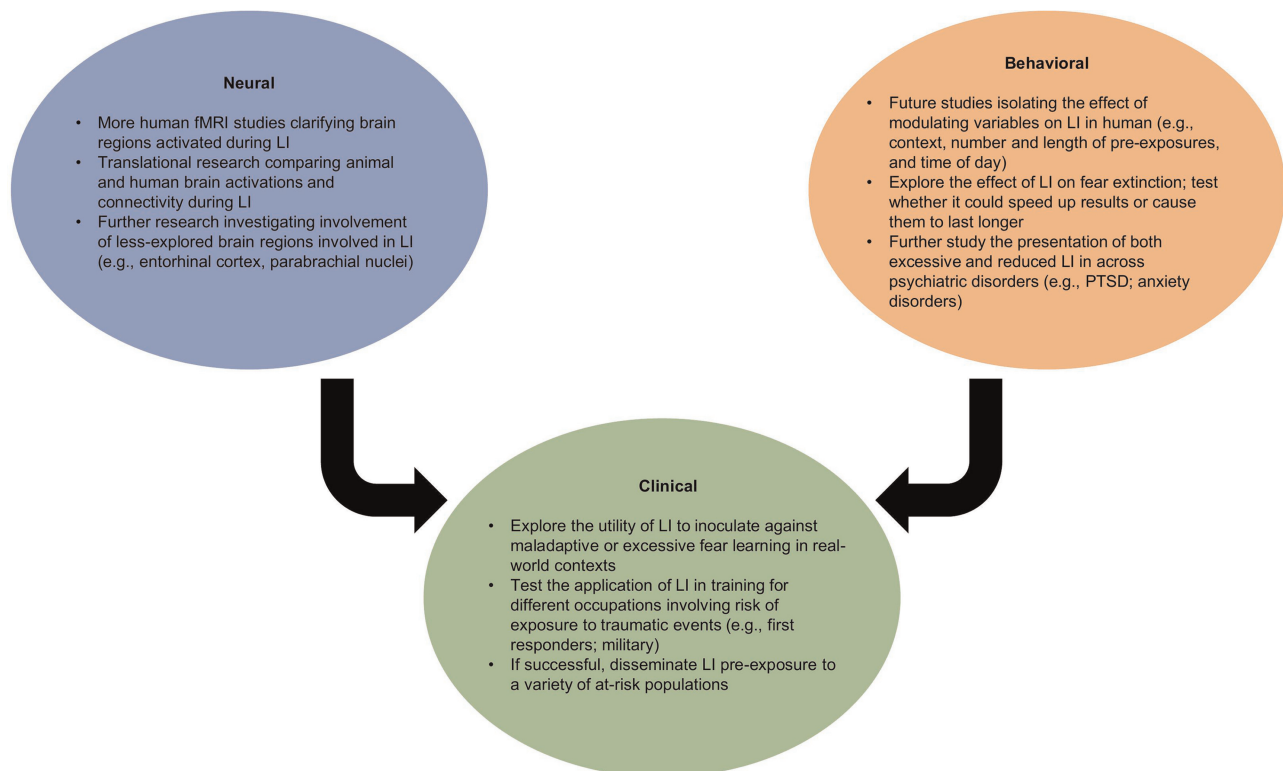 Neural
• More human fMRI studies clarifying brain
regions activated during LI
• Translational research comparing animal
and human brain activations and
connectivity during LI
• Further research investigating involvement
of less-explored brain regions involved in LI
(e.g., entorhinal cortex, parabrachial nuclei)
Behavioral
• Future studies isolating the effect of
modulating variables on LI in human (e.g.,
context, number and length of pre-exposures,
and time of day)
• Explore the effect of LI on fear extinction; test
whether it could speed up results or cause
them to last longer
• Further study the presentation of both
excessive and reduced LI in across
psychiatric disorders (e.g., PTSD; anxiety
disorders)
Clinical
• Explore the utility of LI to inoculate against
maladaptive or excessive fear learning in real-
world contexts
• Test the application of LI in training for
different occupations involving risk of
exposure to traumatic events (e.g., first
responders; military)
• If successful, disseminate LI pre-exposure to
a variety of at-risk populations